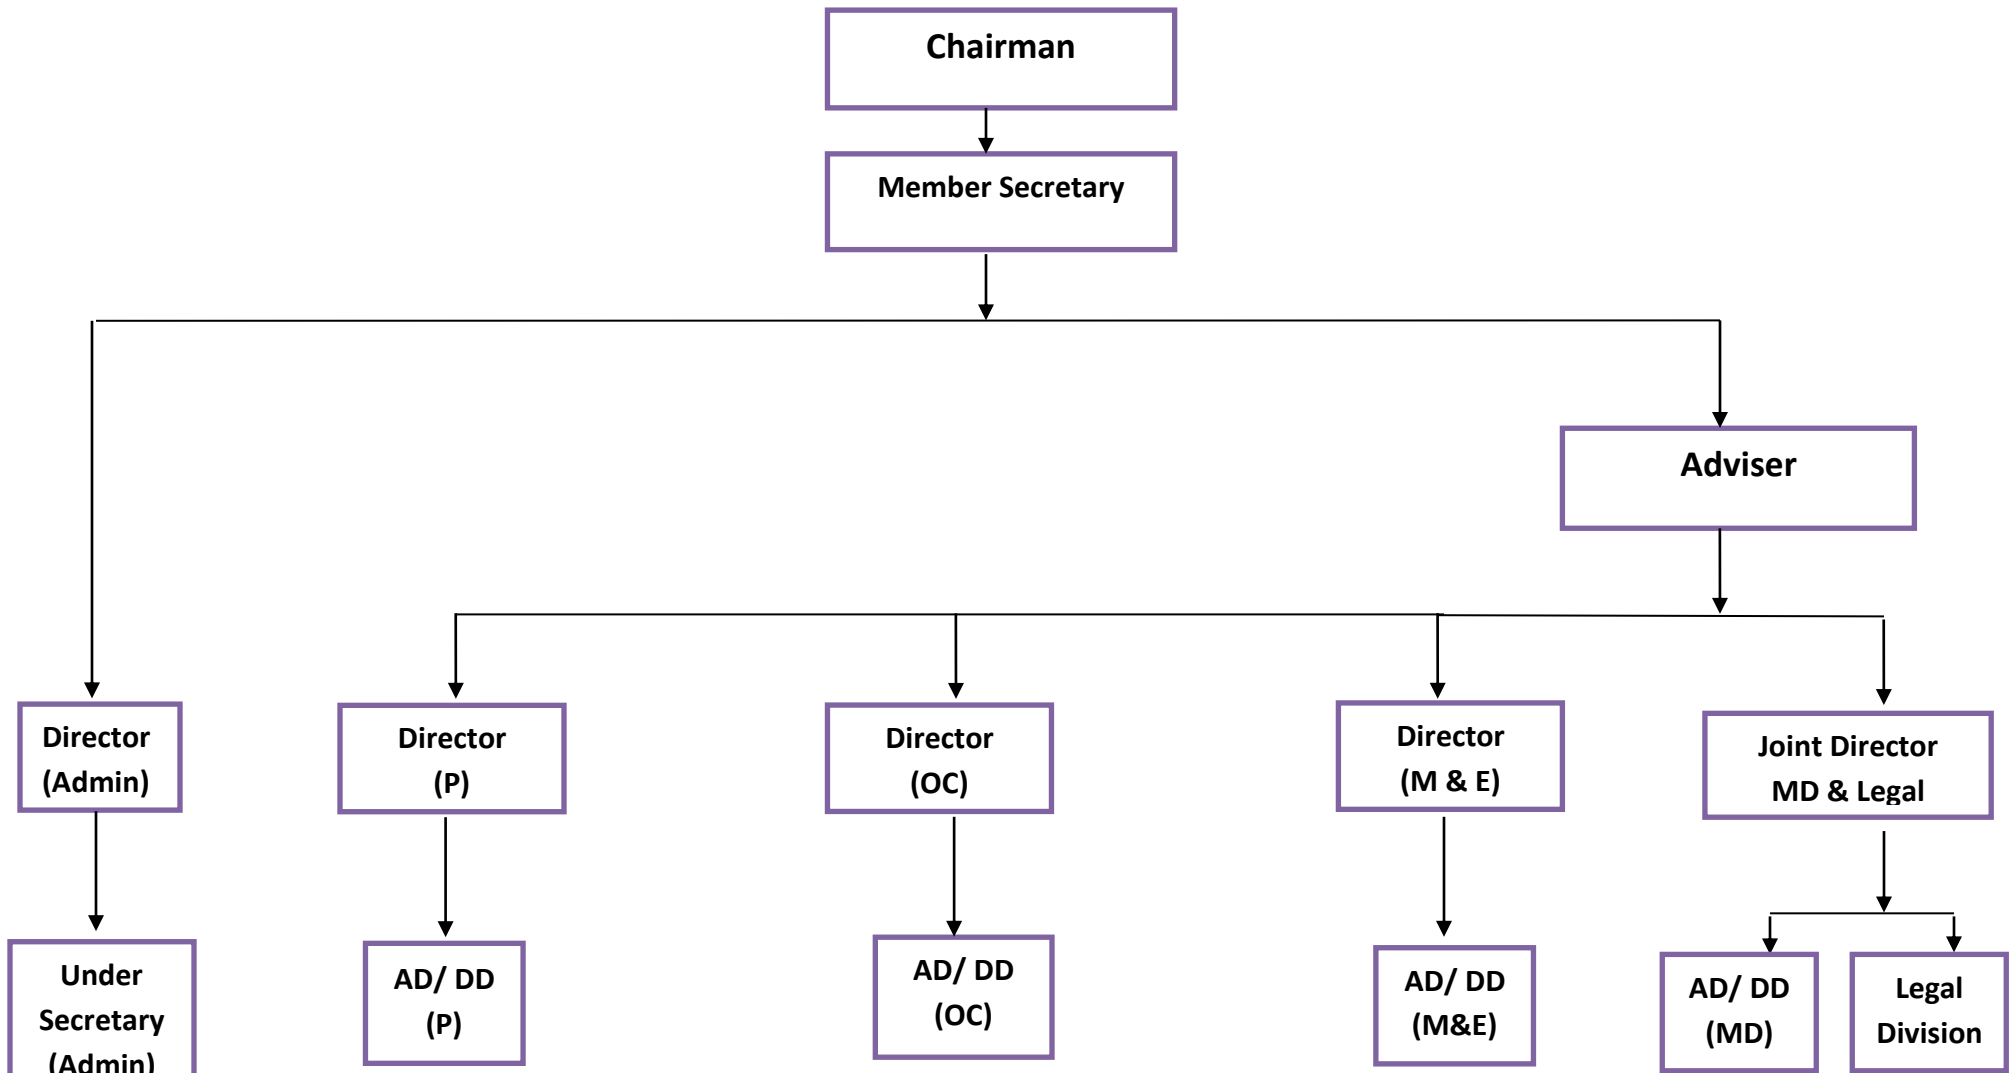 Chairman
Member Secretary
Adviser
Director
(Admin)
Director
(P)
Director
(OC)
Director
(M & E)
Joint Director
MD & Legal
Under
Secretary
(Admin)
AD/ DD
(P)
AD/ DD
(OC)
AD/ DD
(M&E)
AD/ DD
(MD)
Legal
Division